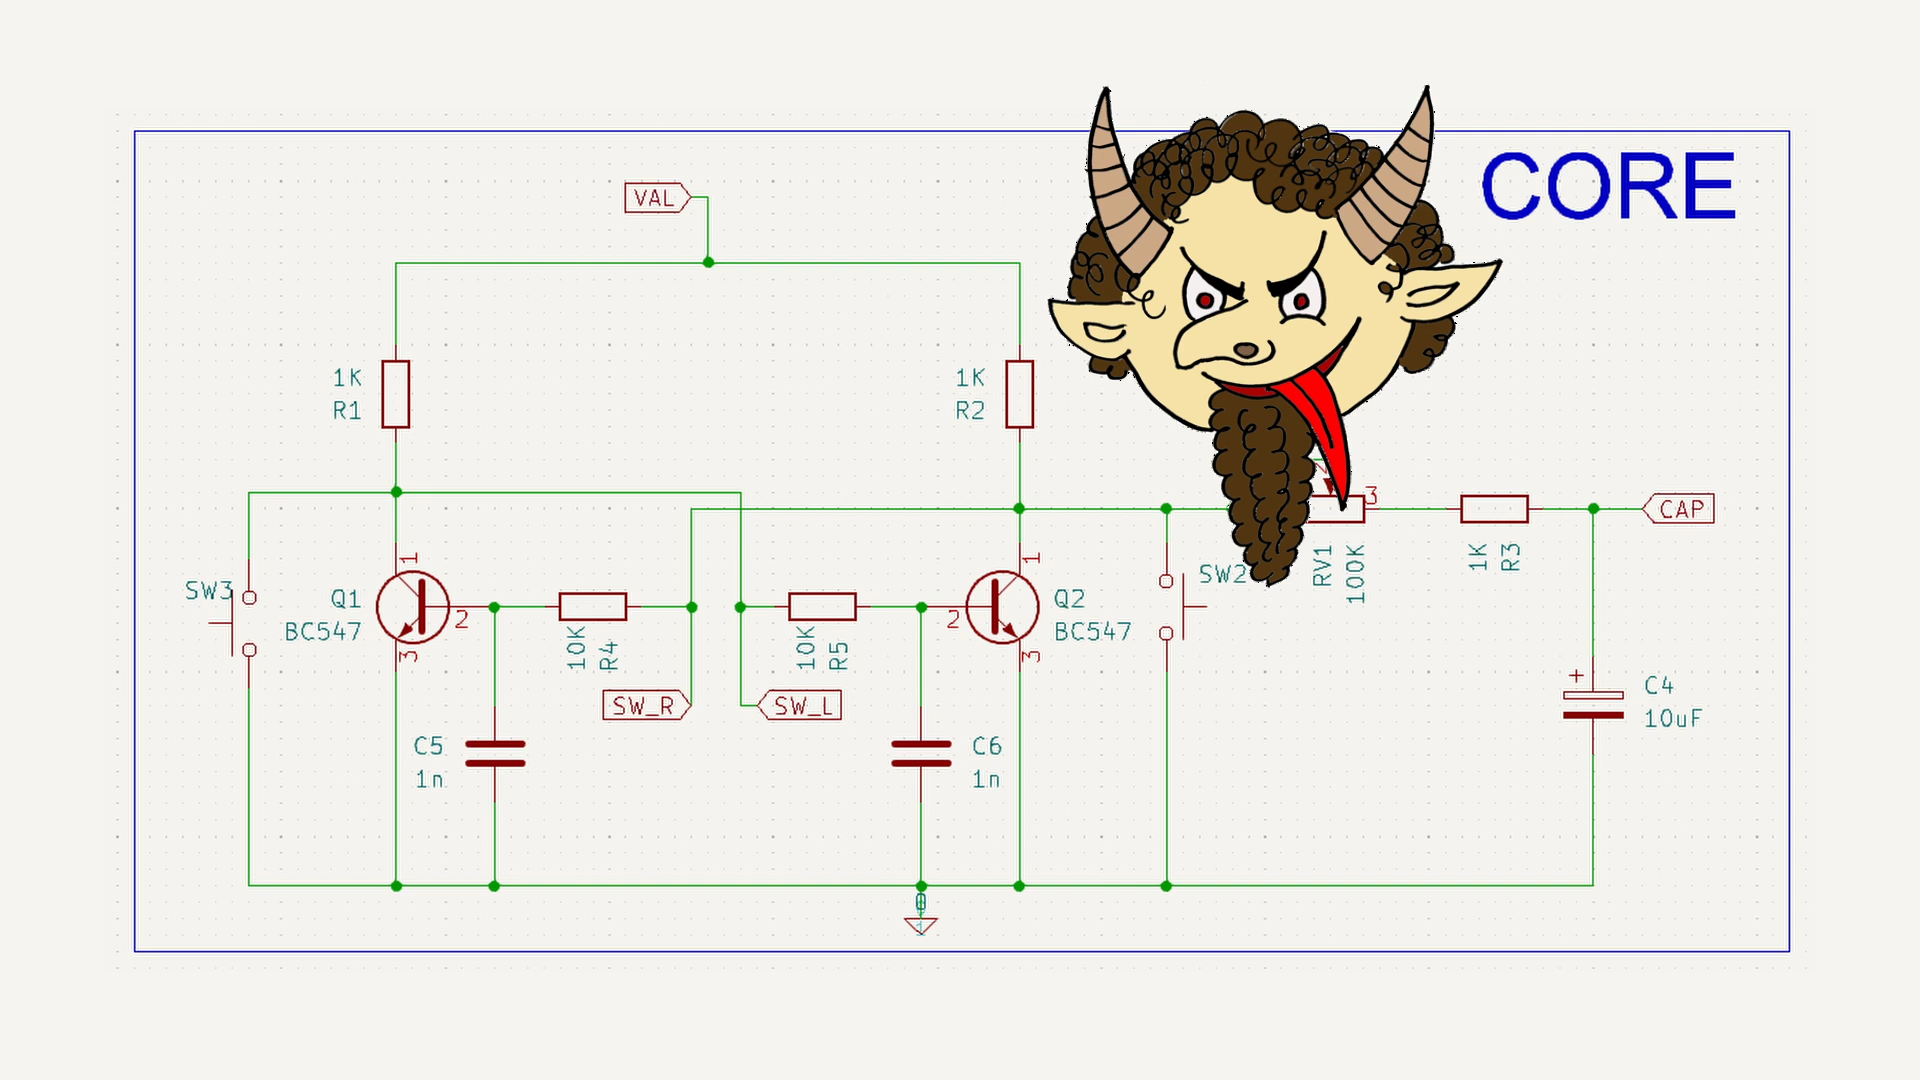 CORE
VAL
1K
R1
1K
R2
SW3
Q1
BC547
1
2
3
10K
R4
SW_R
10K
R5
SW_L
2
1
3
Q2
BC547
SW2
RV1
100K
3
1K
R3
CAP
C5
1n
C6
1n
+
C4
10uF
0